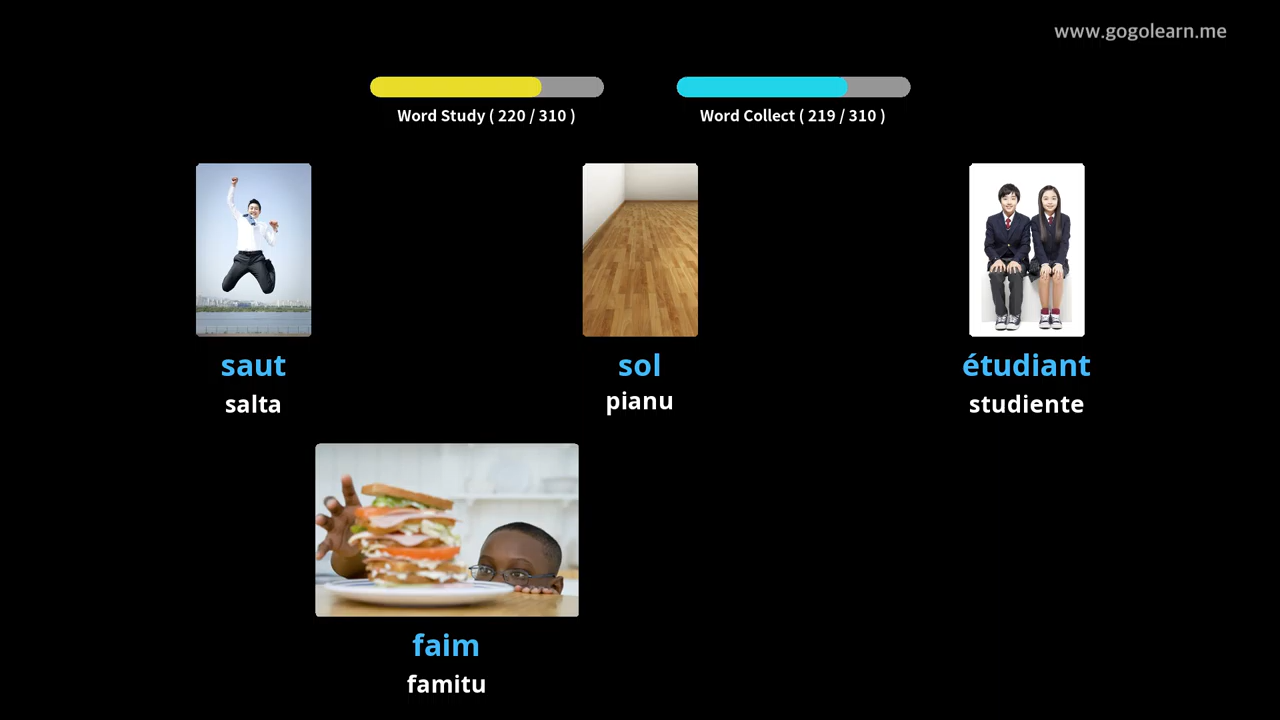 www.gogolearn.me
Word Study ( 220 / 310 )
Word Collect ( 219 / 310 )
saut
salta
sol
pianu
étudiant
studiente
faim
famitu